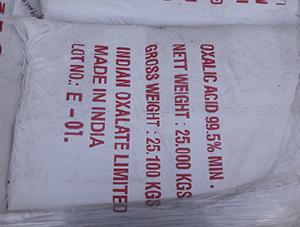 OXALIC ACID 99.5% MIN.
NETT WEIGHT : 25.000 KGS
GROSS WEIGHT : 25.100 KGS
INDIAN OXALATE LIMITED
MADE IN INDIA
LOT NO.: E - 01.